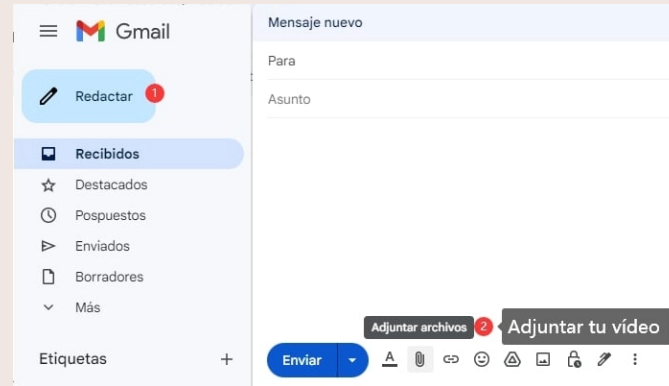 Gmail
Redactar 1
Recibidos
Destacados
Pospuestos
Enviados
Borradores
Más
Etiquetas +
Mensaje nuevo
Para
Asunto
Adjuntar archivos 2 Adjuntar tu vídeo
Enviar A